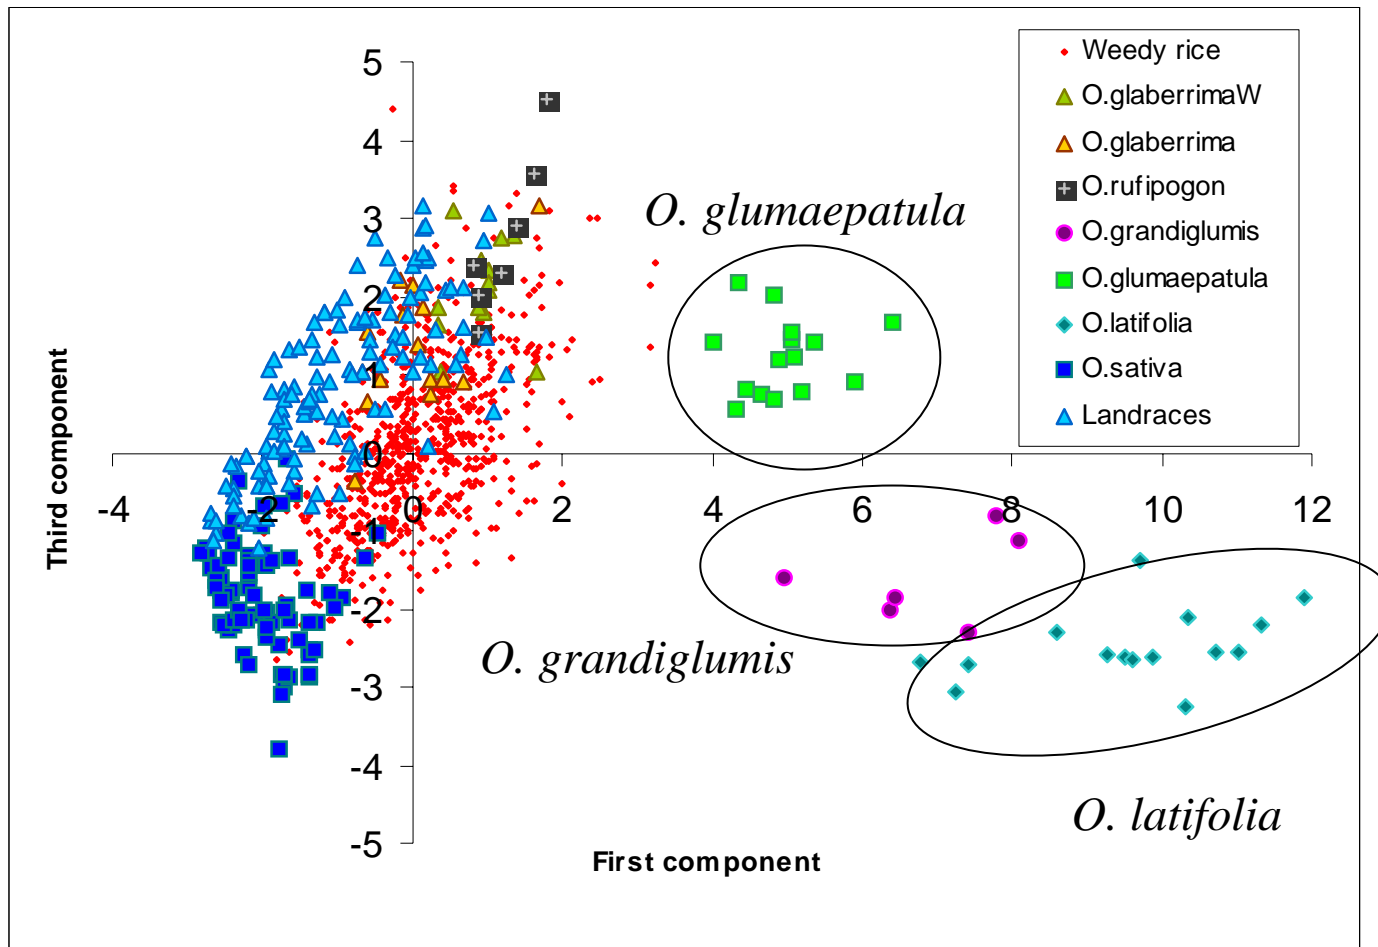 5
4
3
2
1
0
-1
-2
-3
-4
-5
-4
-2
0
2
4
6
8
10
12
Third component
First component
Weedy rice
O.glaberrimaW
O.glaberrima
O.rufipogon
O.grandiglumis
O.glumaepatula
O.latifolia
O.sativa
Landraces
O. glumaepatula
O. grandiglumis
O. latifolia